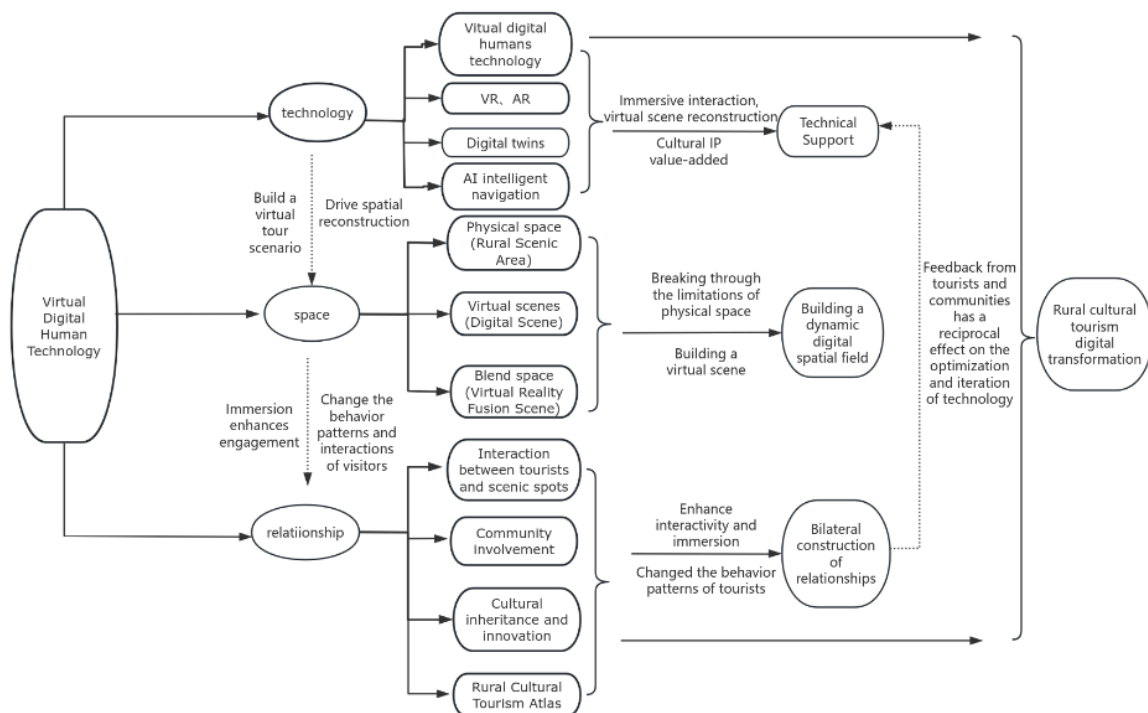 Virtual
Digital
Human
Technology
technology
Build a
virtual
tour
scenario
Drive spatial
reconstruction
space
Immersion
enhances
engagement
Change the
behavior
patterns and
interactions
of visitors
relatiionship
Vitual digital
humans
technology
VR、AR
Digital twins
AI intelligent
navigation
Immersive interaction,
virtual scene reconstruction
Cultural IP
value-added
Technical
Support
Physical space
(Rural Scenic
Area)
Virtual scenes
(Digital Scene)
Blend space
(Virtual Reality
Fusion Scene)
Breaking through
the limitations of
physical space
Building a
virtual scene
Building a
dynamic
digital
spatial field
Interaction
between tourists
and scenic spots
Community
Involvement
Cultural
inheritance and
innovation
Rural Cultural
Tourism Atlas
Enhance
interactivity and
immersion
Changed the behavior
patterns of tourists
Bilateral
construction
of
relationships
Feedback from
tourists and
communities
has a
reciprocal
effect on the
optimization
and iteration
of technology
Rural cultural
tourism
digital
transformation